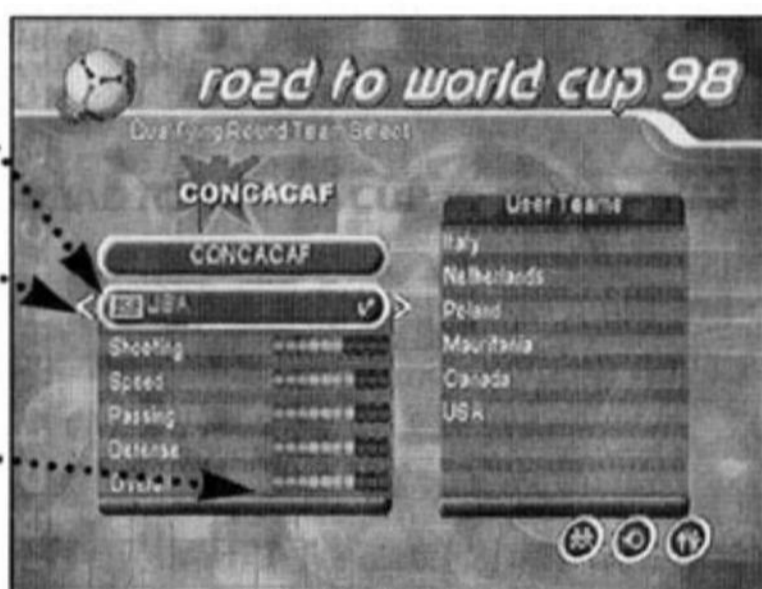 road to world cup 98
Qualifying Round Team Select
CONCACAF
CONCACAF
USA
Shooting
Speed
Passing
Defense
User Teams
Italy
Netherlands
Poland
Mauritania
Canada
USA